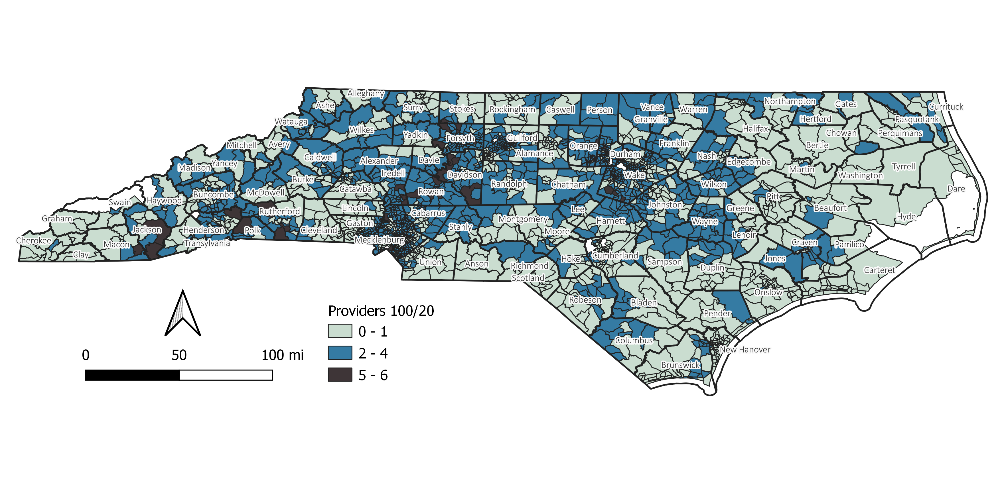 Alleghany
Ashe
Surry
Stokes
Rockingham
Caswell
Person
Vance
Warren
Northampton
Gates
Currituck
Watauga
Granville
Hertford
Pasquotank
Wilkes
Yadkin
Forsyth
Guilford
Halifax
Chowan
Perquimans
Mitchell
Avery
Orange
Franklin
Bertie
Caldwell
Alexander
Davie
Alamance
Durham
Nash
Edgecombe
Madison
Yancey
Iredell
Davidson
Wake
Martin
Washington
Tyrrell
Burke
Catawba
Rowan
Randolph
Chatham
Wilson
Dare
Buncombe
McDowell
Pitt
Swain
Haywood
Rutherford
Lincoln
Cabarrus
Lee
Johnston
Greene
Beaufort
Hyde
Graham
Jackson
Henderson
Polk
Cleveland
Gaston
Stanly
Montgomery
Moore
Harnett
Wayne
Lenoir
Cherokee
Macon
Transylvania
Mecklenburg
Craven
Pamlico
Clay
Union
Anson
Richmond
Hoke
Cumberland
Sampson
Duplin
Jones
Carteret
Scotland
Robeson
Bladen
Onslow
Pender
Columbus
New Hanover
Brunswick
Providers 100/20
0 - 1
2 - 4
5 - 6
0 50 100 mi